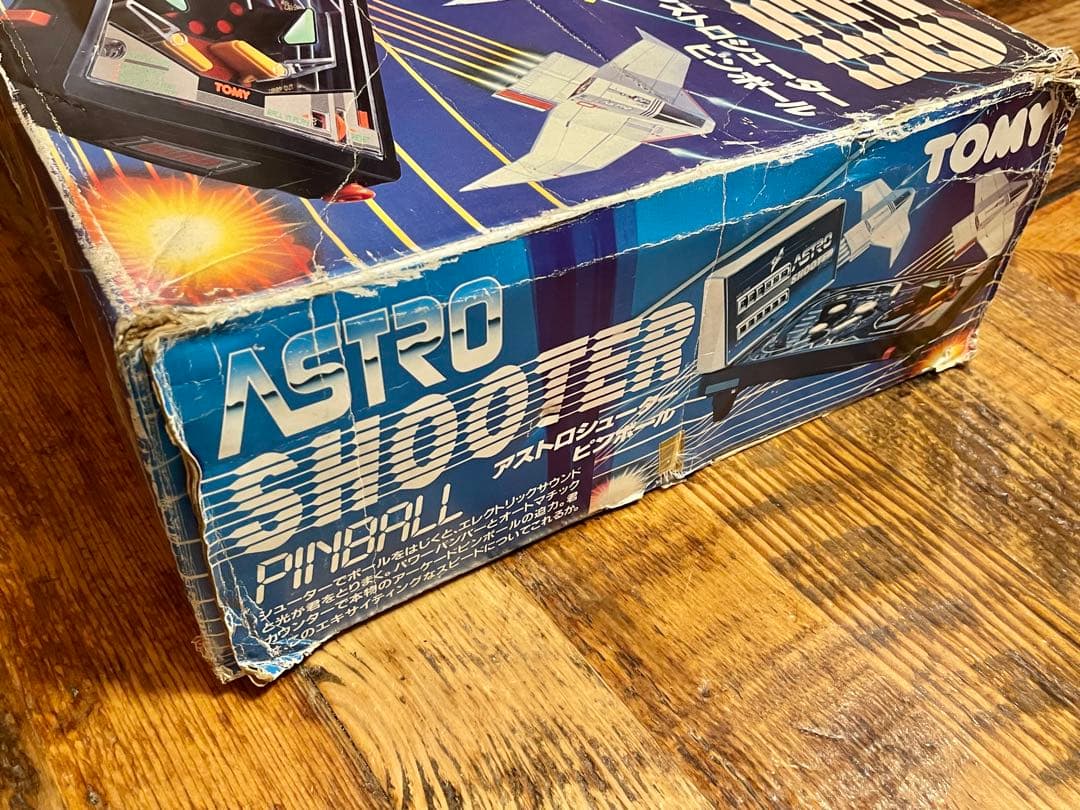 TOMY
アストロシューター
ピンボール
TOMY
ASTRO
SHOOTER
ASTRO
SHOOTER
アストロシューター
ピンボール
PINBALL
シューターでボールをはじくと、エレクトリックサウンド
と光が君をとりまく。パワーバンパーとオートマチック
カウンターで本物のアーケードピンボールの迫力。君
はこのエキサイティングなスピードについてこれるか。